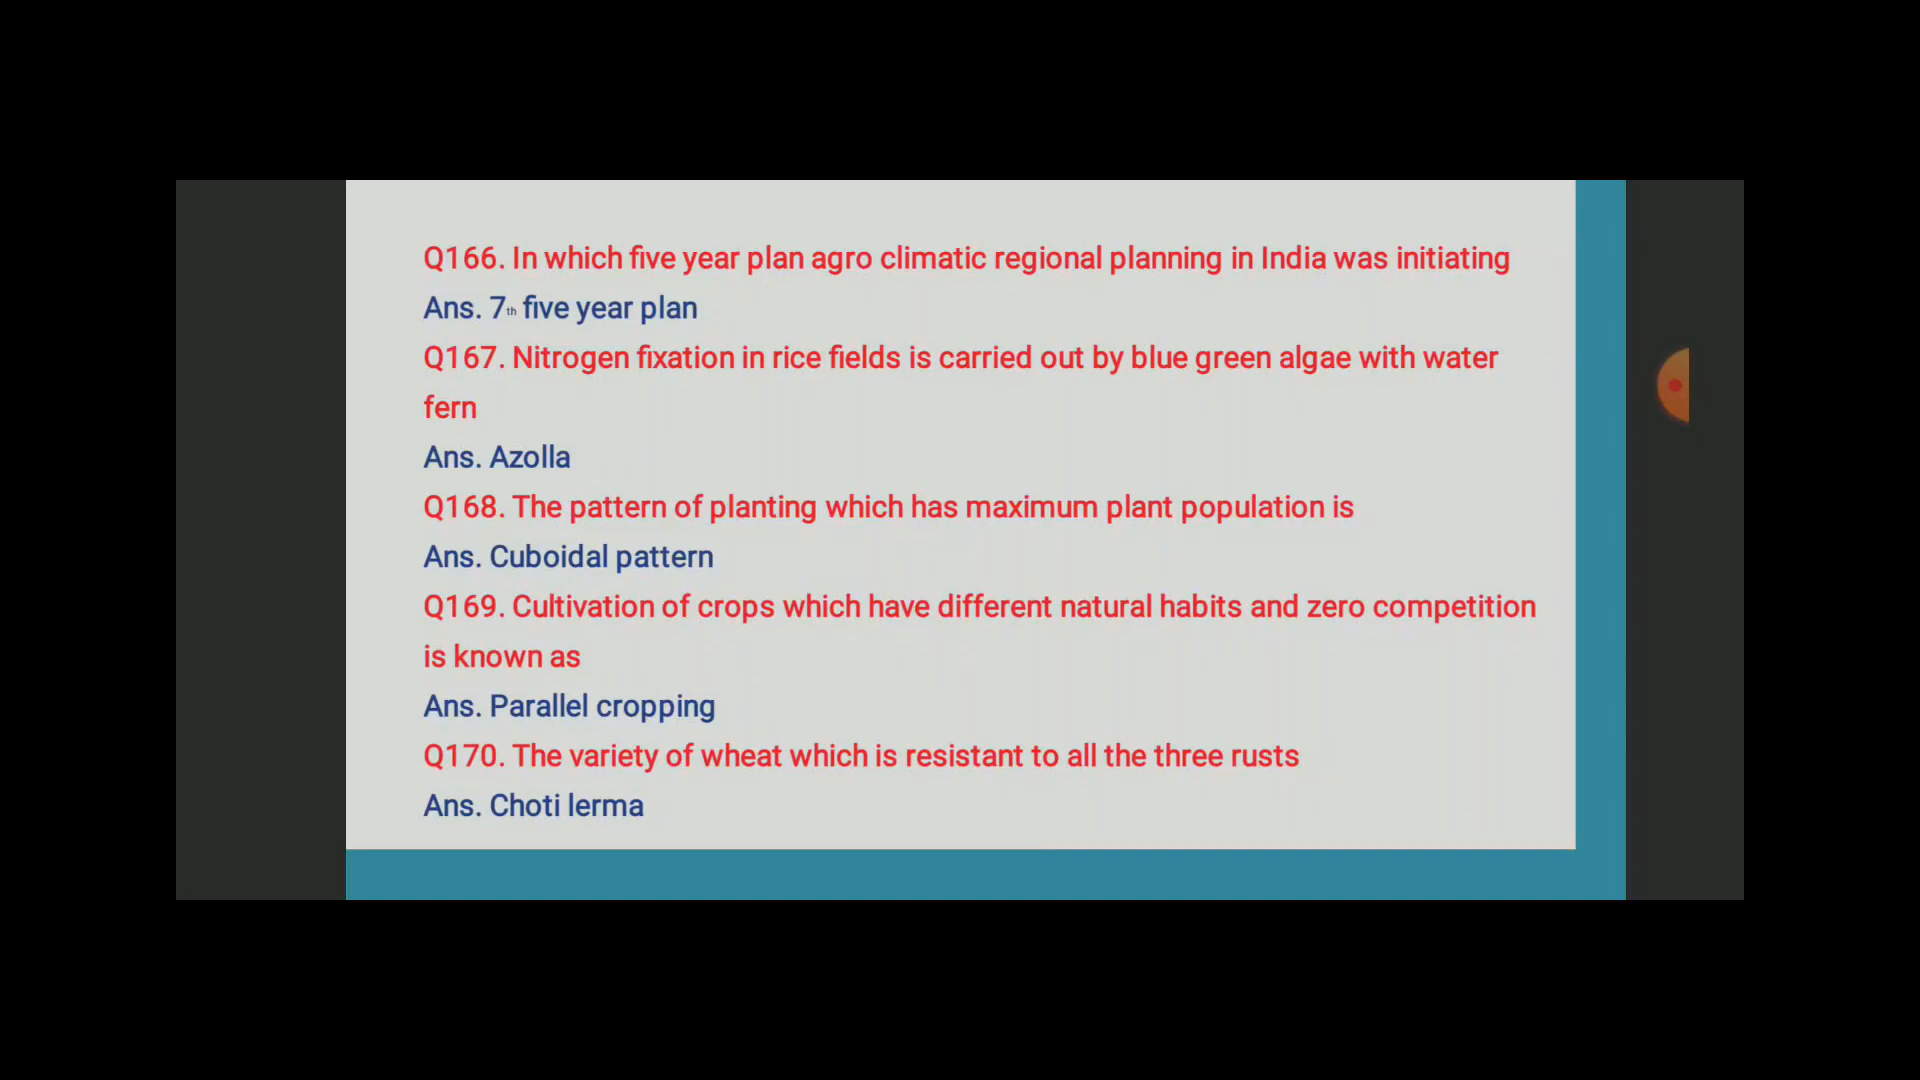 Q166. In which five year plan agro climatic regional planning in India was initiating
Ans. 7th five year plan
Q167. Nitrogen fixation in rice fields is carried out by blue green algae with water
fern
Ans. Azolla
Q168. The pattern of planting which has maximum plant population is
Ans. Cuboidal pattern
Q169. Cultivation of crops which have different natural habits and zero competition
is known as
Ans. Parallel cropping
Q170. The variety of wheat which is resistant to all the three rusts
Ans. Choti lerma